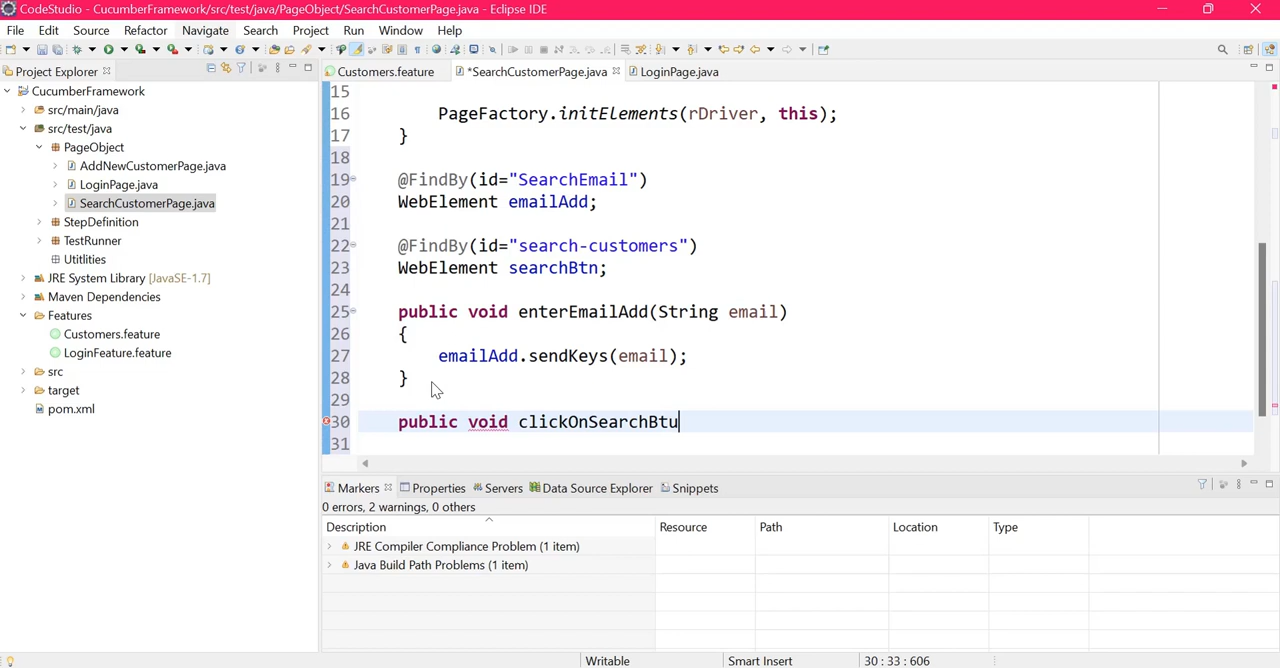 CodeStudio - CucumberFramework/src/test/java/PageObject/SearchCustomerPage.java - Eclipse IDE
File Edit Source Refactor Navigate Search Project Run Window Help
Project Explorer
Customers.feature
*SearchCustomerPage.java
LoginPage.java
CucumberFramework
src/main/java
src/test/java
PageObject
AddNewCustomerPage.java
LoginPage.java
SearchCustomerPage.java
StepDefinition
TestRunner
Utitlities
JRE System Library [JavaSE-1.7]
Maven Dependencies
Features
Customers.feature
LoginFeature.feature
src
target
pom.xml
15
16 PageFactory.initElements(rDriver, this);
17 }
18
19 @FindBy(id="SearchEmail")
20 WebElement emailAdd;
21
22 @FindBy(id="search-customers")
23 WebElement searchBtn;
24
25 public void enterEmailAdd(String email)
26 {
27 emailAdd.sendKeys(email);
28 }
29
30 public void clickOnSearchBtu
31
Markers Properties Servers Data Source Explorer Snippets
0 errors, 2 warnings, 0 others
Description Resource Path Location Type
JRE Compiler Compliance Problem (1 item)
Java Build Path Problems (1 item)
Writable Smart Insert 30 : 33 : 606